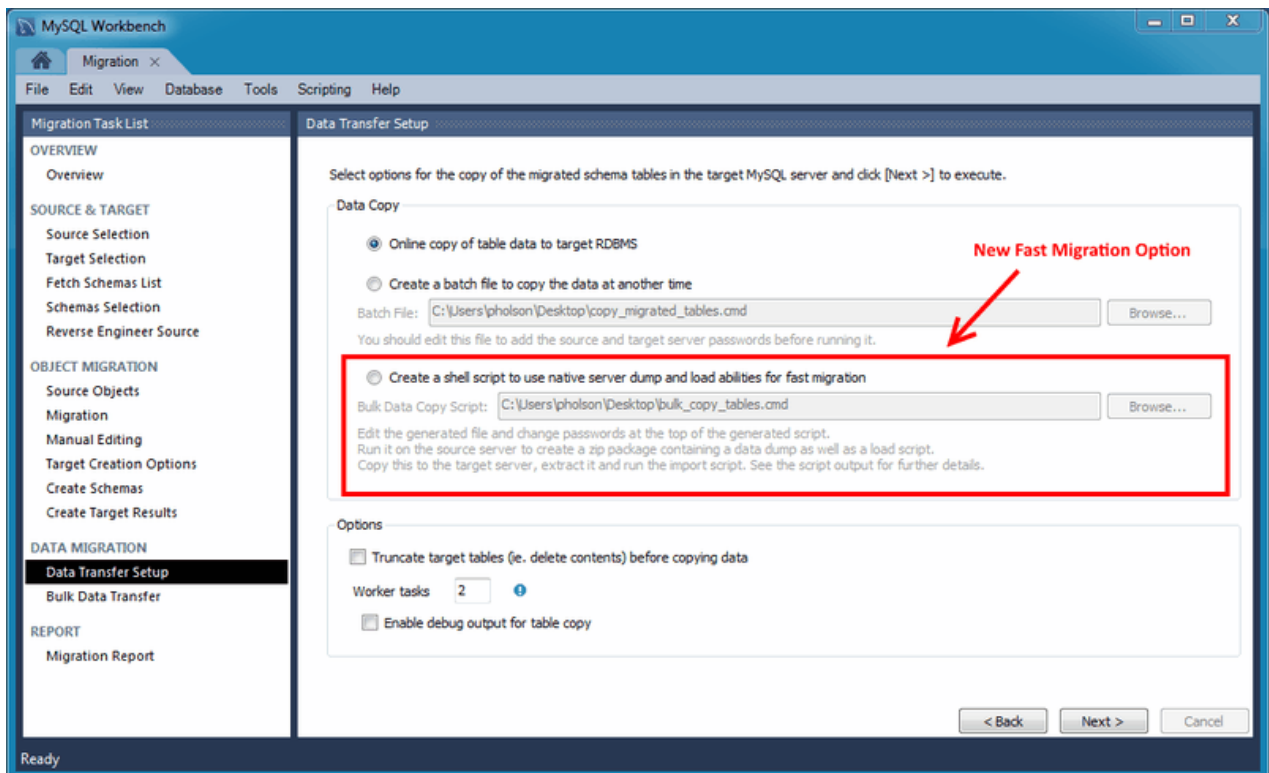 MySQL Workbench
Migration
File Edit View Database Tools Scripting Help
Migration Task List
OVERVIEW
Overview
SOURCE & TARGET
Source Selection
Target Selection
Fetch Schemas List
Schemas Selection
Reverse Engineer Source
OBJECT MIGRATION
Source Objects
Migration
Manual Editing
Target Creation Options
Create Schemas
Create Target Results
DATA MIGRATION
Data Transfer Setup
Bulk Data Transfer
REPORT
Migration Report
Data Transfer Setup
Select options for the copy of the migrated schema tables in the target MySQL server and click [Next >] to execute.
Data Copy
Online copy of table data to target RDBMS
New Fast Migration Option
Create a batch file to copy the data at another time
Batch File: C:\Users\pholson\Desktop\copy_migrated_tables.cmd Browse...
You should edit this file to add the source and target server passwords before running it.
Create a shell script to use native server dump and load abilities for fast migration
Bulk Data Copy Script: C:\Users\pholson\Desktop\bulk_copy_tables.cmd Browse...
Edit the generated file and change passwords at the top of the generated script.
Run it on the source server to create a zip package containing a data dump as well as a load script.
Copy this to the target server, extract it and run the import script. See the script output for further details.
Options
Truncate target tables (ie. delete contents) before copying data
Worker tasks 2
Enable debug output for table copy
< Back Next > Cancel
Ready